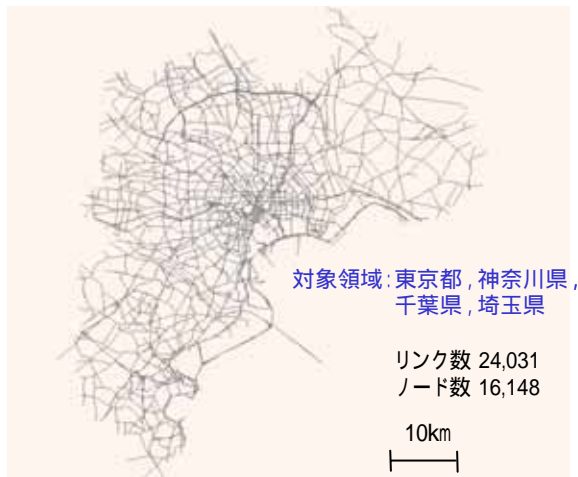 対象領域:東京都,神奈川県,
千葉県,埼玉県
リンク数 24,031
ノード数 16,148
10km